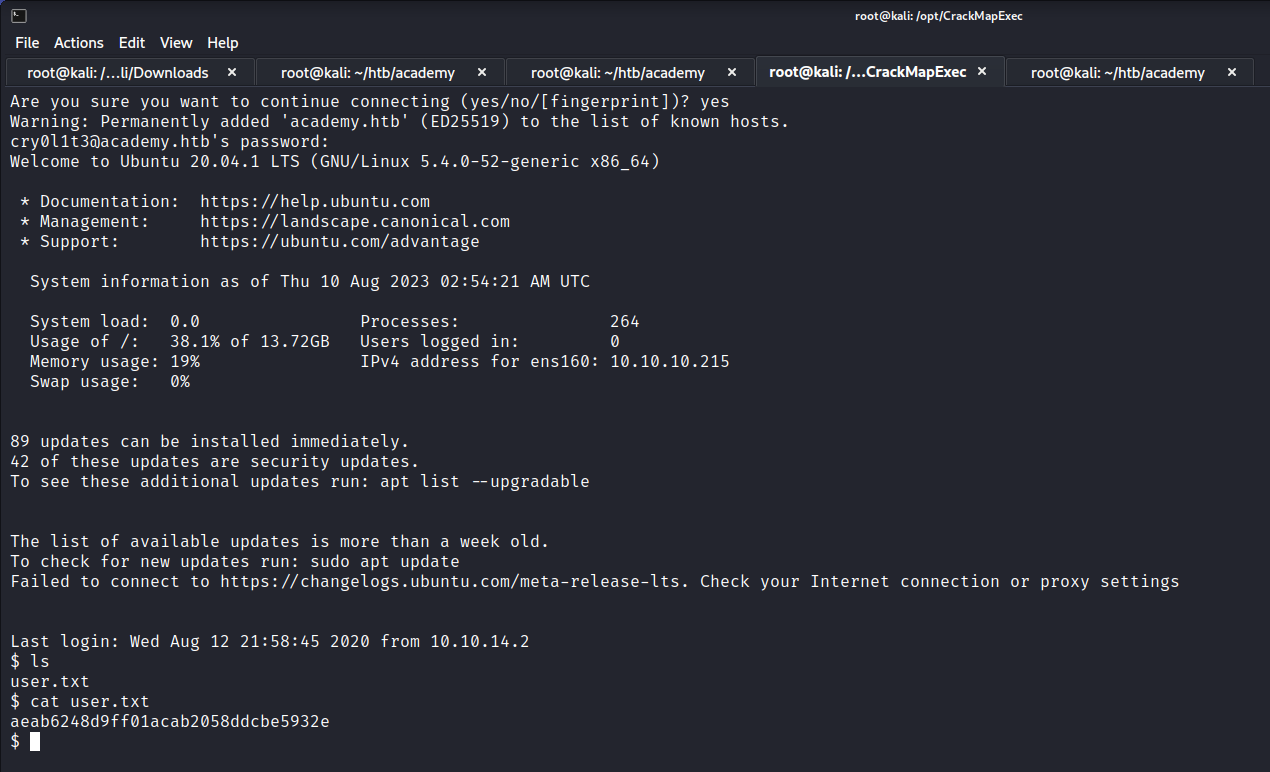 root@kali: /opt/CrackMapExec
File Actions Edit View Help
root@kali: /...li/Downloads × root@kali: ~/htb/academy × root@kali: ~/htb/academy × root@kali: /...CrackMapExec × root@kali: ~/htb/academy ×
Are you sure you want to continue connecting (yes/no/[fingerprint])? yes
Warning: Permanently added 'academy.htb' (ED25519) to the list of known hosts.
cry0l1t3@academy.htb's password:
Welcome to Ubuntu 20.04.1 LTS (GNU/Linux 5.4.0-52-generic x86_64)
* Documentation: https://help.ubuntu.com
* Management: https://landscape.canonical.com
* Support: https://ubuntu.com/advantage
System information as of Thu 10 Aug 2023 02:54:21 AM UTC
System load: 0.0 Processes: 264
Usage of /: 38.1% of 13.72GB Users logged in: 0
Memory usage: 19% IPv4 address for ens160: 10.10.10.215
Swap usage: 0%
89 updates can be installed immediately.
42 of these updates are security updates.
To see these additional updates run: apt list --upgradable
The list of available updates is more than a week old.
To check for new updates run: sudo apt update
Failed to connect to https://changelogs.ubuntu.com/meta-release-lts. Check your Internet connection or proxy settings
Last login: Wed Aug 12 21:58:45 2020 from 10.10.14.2
$ ls
user.txt
$ cat user.txt
aeab6248d9ff01acab2058ddcbe5932e
$